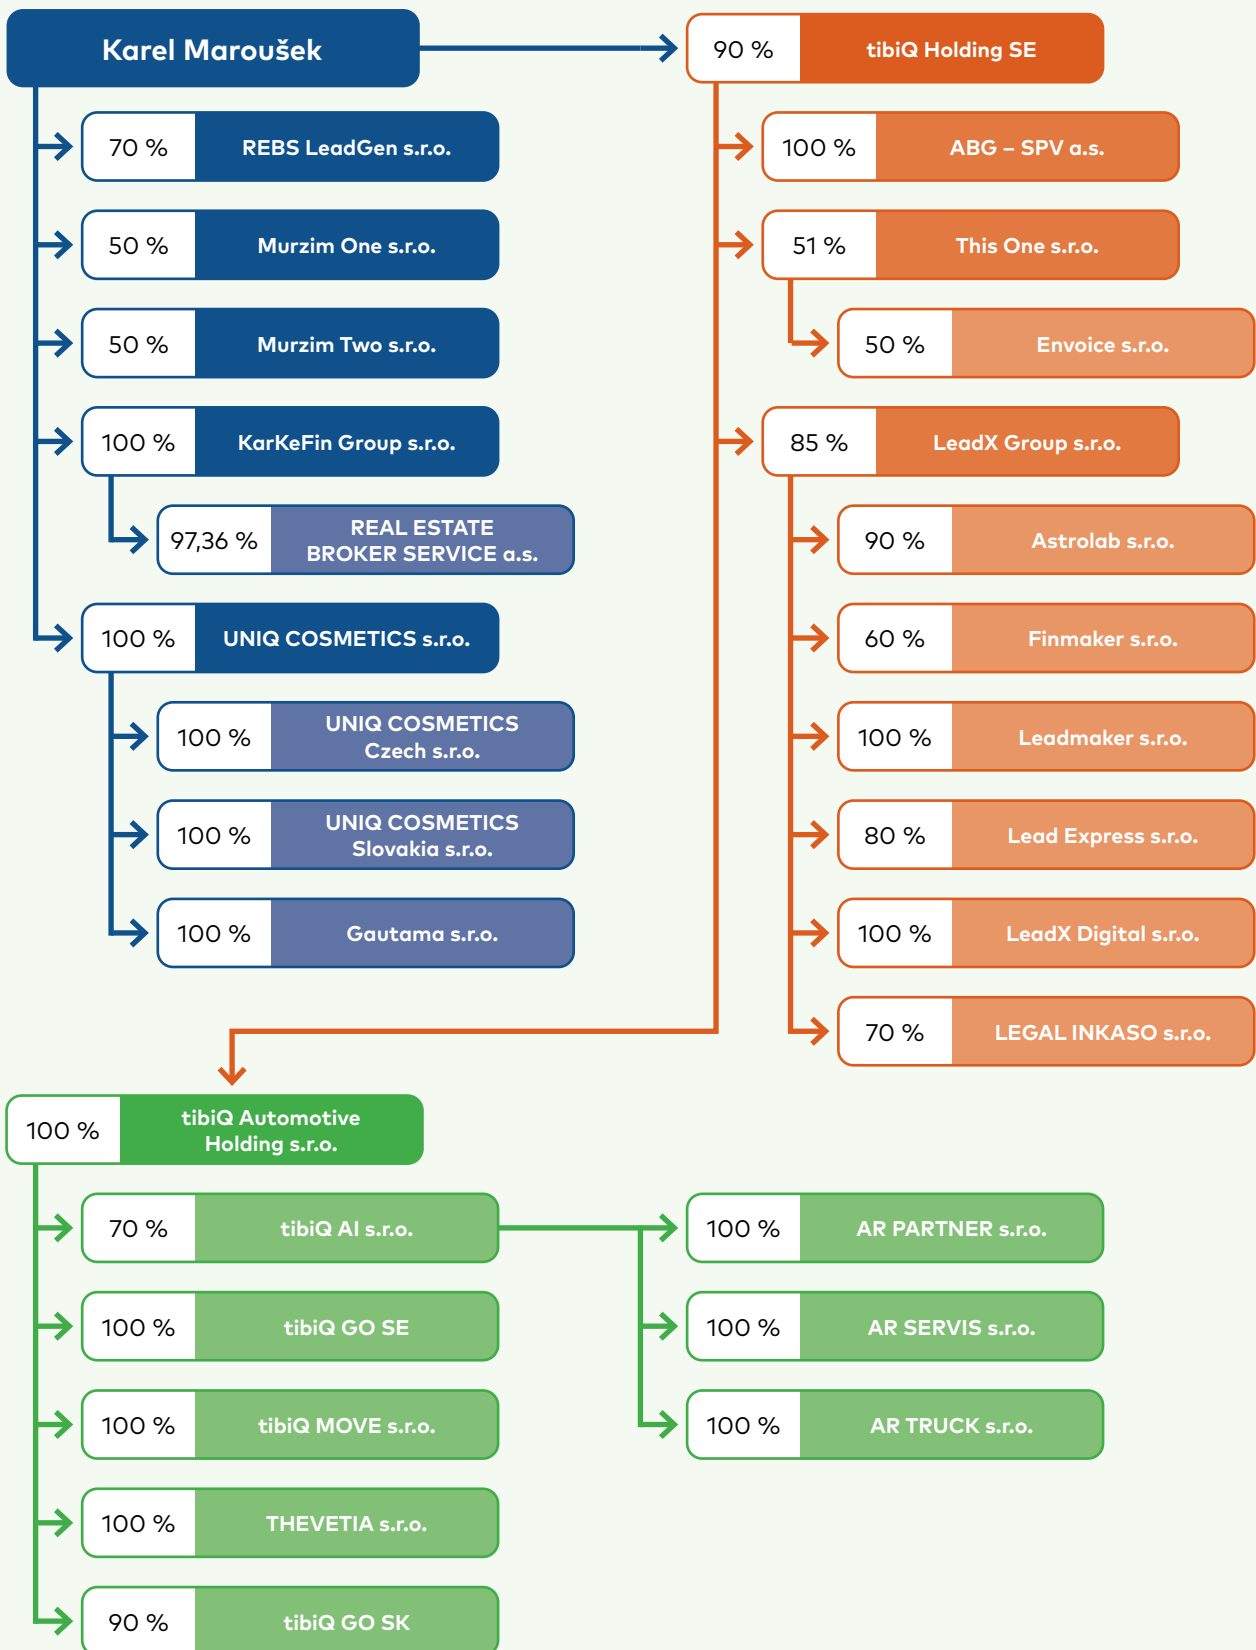 Karel Maroušek
90 %
tibiQ Holding SE
70 %
REBS LeadGen s.r.o.
50 %
Murzim One s.r.o.
50 %
Murzim Two s.r.o.
100 %
KarKeFin Group s.r.o.
97,36 %
REAL ESTATE
BROKER SERVICE a.s.
100 %
UNIQ COSMETICS s.r.o.
100 %
UNIQ COSMETICS
Czech s.r.o.
100 %
UNIQ COSMETICS
Slovakia s.r.o.
100 %
Gautama s.r.o.
100 %
ABG – SPV a.s.
51 %
This One s.r.o.
50 %
Envoice s.r.o.
85 %
LeadX Group s.r.o.
90 %
Astrolab s.r.o.
60 %
Finmaker s.r.o.
100 %
Leadmaker s.r.o.
80 %
Lead Express s.r.o.
100 %
LeadX Digital s.r.o.
70 %
LEGAL INKASO s.r.o.
100 %
tibiQ Automotive
Holding s.r.o.
70 %
tibiQ AI s.r.o.
100 %
tibiQ GO SE
100 %
tibiQ MOVE s.r.o.
100 %
THEVETIA s.r.o.
90 %
tibiQ GO SK
100 %
AR PARTNER s.r.o.
100 %
AR SERVIS s.r.o.
100 %
AR TRUCK s.r.o.